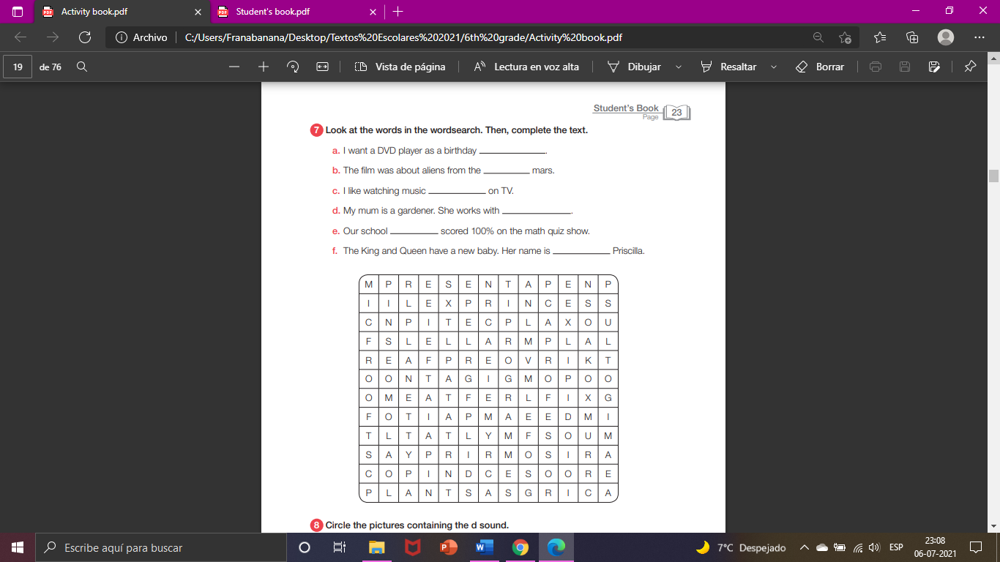 Activity book.pdf
Student's book.pdf
Archivo
C:/Users/Franabanana/Desktop/Textos%20Escolares%202021/6th%20grade/Activity%20book.pdf
19 de 76
Vista de página
Lectura en voz alta
Dibujar
Resaltar
Borrar
Student's Book
Page 23
7 Look at the words in the wordsearch. Then, complete the text.
a. I want a DVD player as a birthday ____________.
b. The film was about aliens from the _________ mars.
c. I like watching music ___________ on TV.
d. My mum is a gardener. She works with _____________.
e. Our school _________ scored 100% on the math quiz show.
f. The King and Queen have a new baby. Her name is ___________ Priscilla.
M P R E S E N T A P E N P
I I L E X P R I N C E S S
C N P I T E C P L A X O U
F S L E L L A R M P L A L
R E A F P R E O V R I K T
O O N T A G I G M O P O O
O M E A T F E R L F I X G
F O T I A P M A E E D M I
T L T A T L Y M F S O U M
S A Y P R I R M O S I R A
C O P I N D C E S O O R E
P L A N T S A S G R I C A
8 Circle the pictures containing the d sound.
Escribe aquí para buscar
7°C Despejado
ESP
23:08
06-07-2021